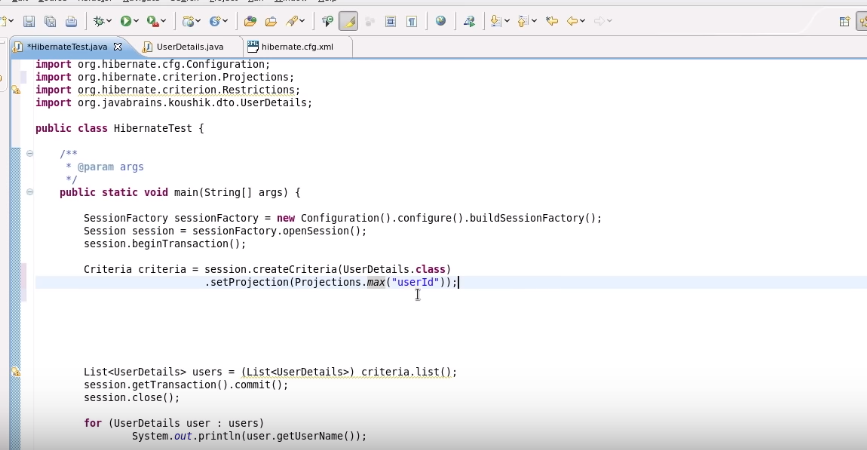 *HibernateTest.java
UserDetails.java
hibernate.cfg.xml
import org.hibernate.cfg.Configuration;
import org.hibernate.criterion.Projections;
import org.hibernate.criterion.Restrictions;
import org.javabrains.koushik.dto.UserDetails;
public class HibernateTest {
/**
* @param args
*/
public static void main(String[] args) {
SessionFactory sessionFactory = new Configuration().configure().buildSessionFactory();
Session session = sessionFactory.openSession();
session.beginTransaction();
Criteria criteria = session.createCriteria(UserDetails.class)
.setProjection(Projections.max("userId"));
List<UserDetails> users = (List<UserDetails>) criteria.list();
session.getTransaction().commit();
session.close();
for (UserDetails user : users)
System.out.println(user.getUserName());